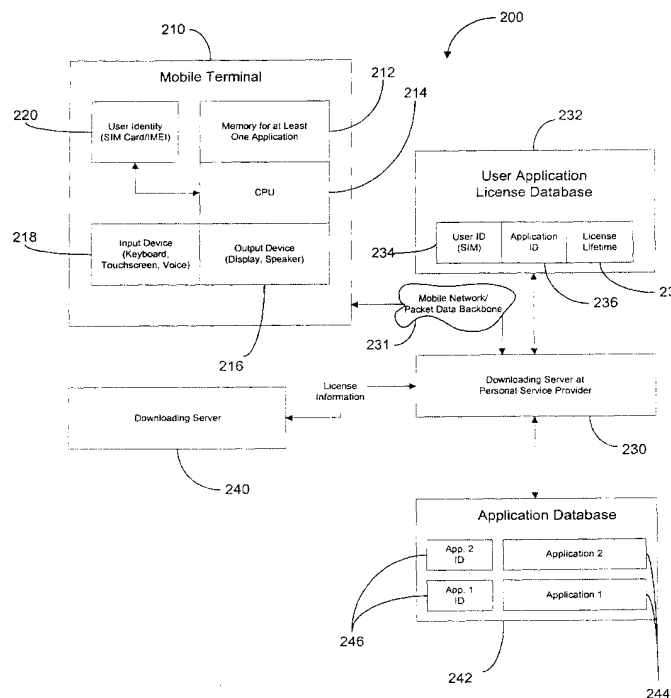 200
210
Mobile Terminal
212
220
User Identity
(SIM Card/IMEI)
Memory for at Least
One Application
214
CPU
218
Input Device
(Keyboard,
Touchscreen, Voice)
Output Device
(Display, Speaker)
216
232
User Application
License Database
234
User ID
(SIM)
Application
ID
License
Lifetime
236
Mobile Network/
Packet Data Backbone
231
License
Information
Downloading Server
240
Downloading Server at
Personal Service Provider
230
Application Database
App. 2
ID
Application 2
App. 1
ID
Application 1
246
242
244